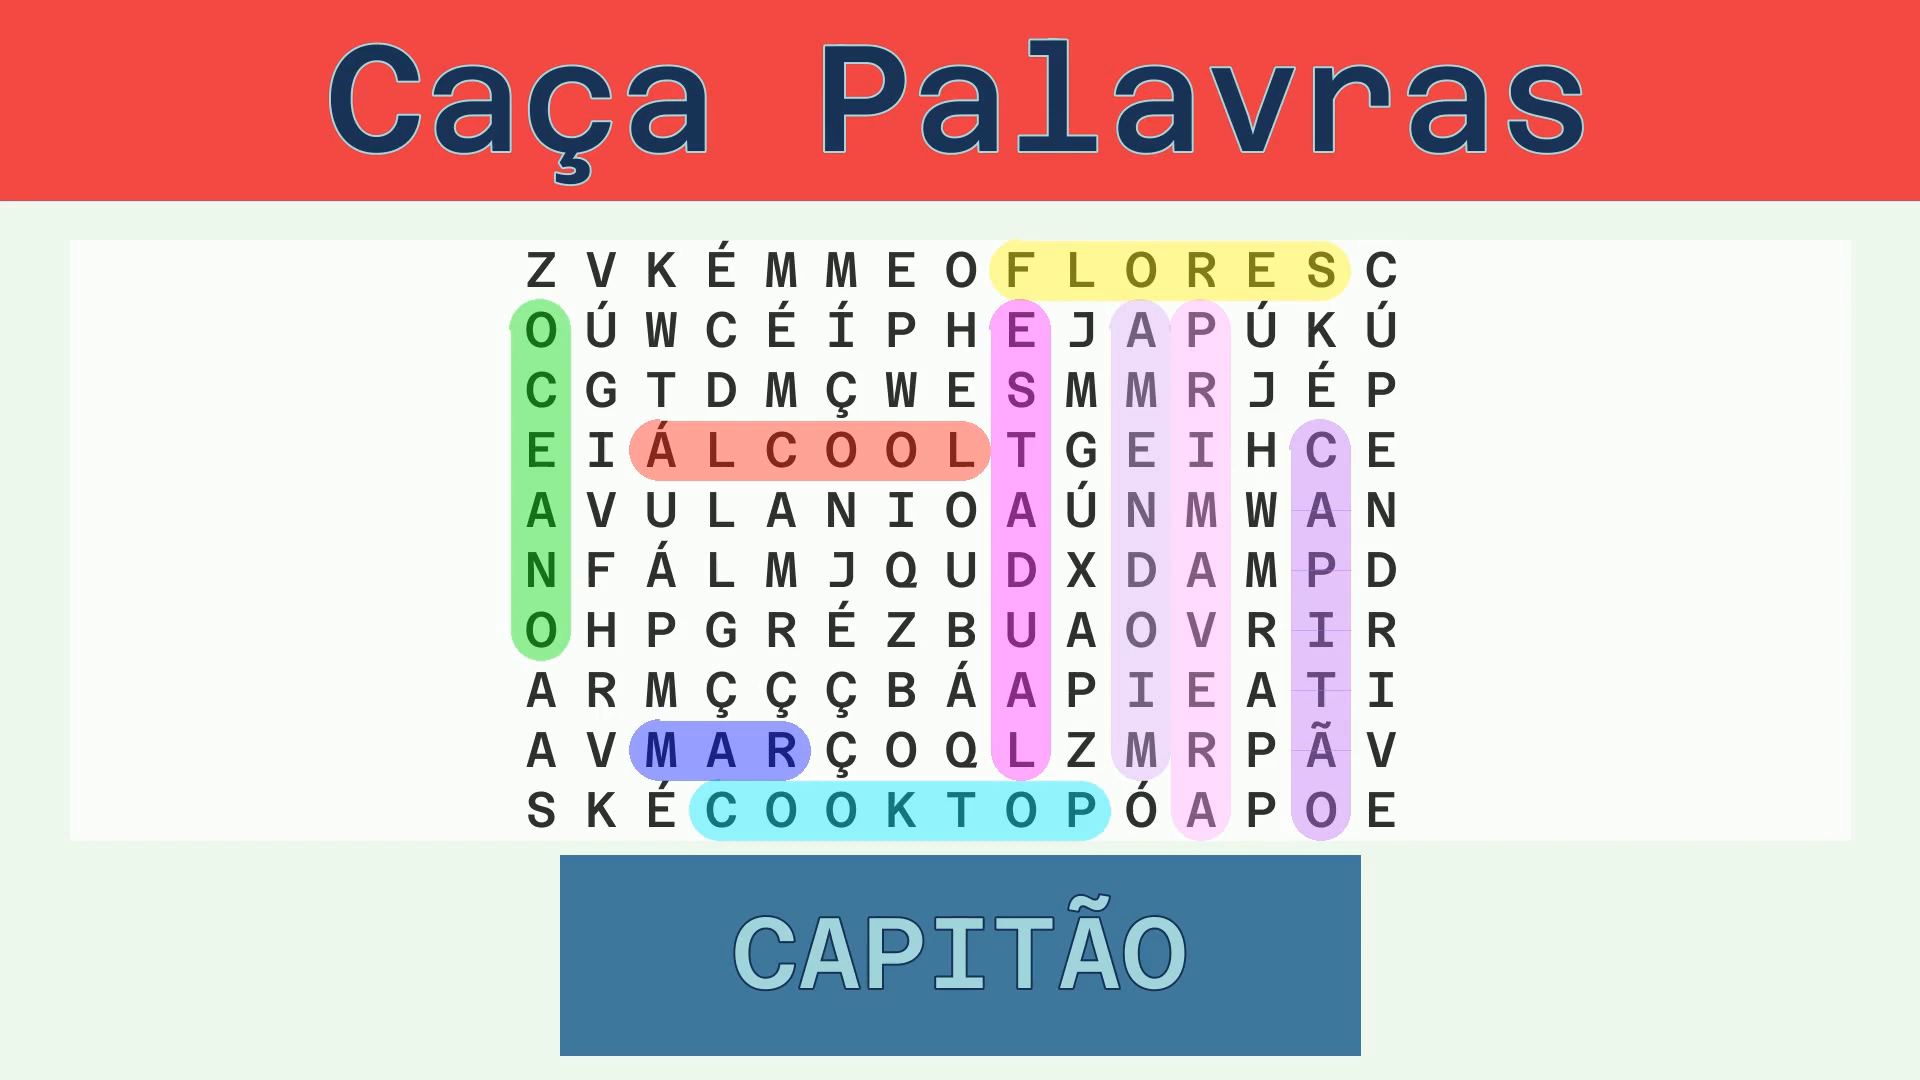 Caça Palavras
Z V K É M M E O F L O R E S C
O Ú W C É Í P H E J A P Ú K Ú
C G T D M Ç W E S M M R J É P
E I Á L C O O L T G E I H C E
A V U L A N I O A Ú N M W A N
N F Á L M J Q U D X D A M P D
O H P G R É Z B U A O V R I R
A R M Ç Ç Ç B Á A P I E A T I
A V M A R Ç O Q L Z M R P Ã V
S K É C O O K T O P Ó A P O E
CAPITÃO